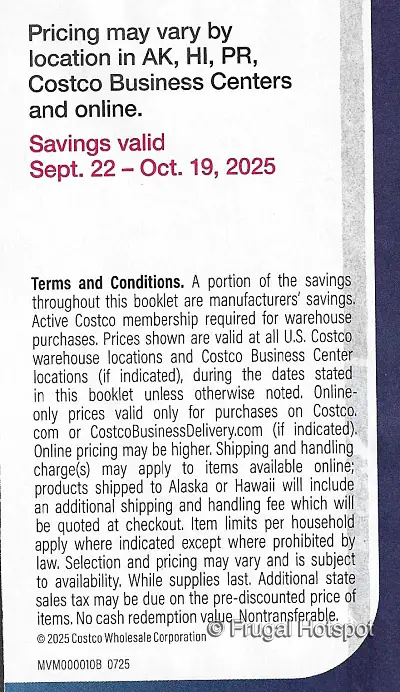 Pricing may vary by
location in AK, HI, PR,
Costco Business Centers
and online.
Savings valid
Sept. 22 – Oct. 19, 2025
Terms and Conditions. A portion of the savings
throughout this booklet are manufacturers' savings.
Active Costco membership required for warehouse
purchases. Prices shown are valid at all U.S. Costco
warehouse locations and Costco Business Center
locations (if indicated), during the dates stated
in this booklet unless otherwise noted. Online-
only prices valid only for purchases on Costco.
com or CostcoBusinessDelivery.com (if indicated).
Online pricing may be higher. Shipping and handling
charge(s) may apply to items available online;
products shipped to Alaska or Hawaii will include
an additional shipping and handling fee which will
be quoted at checkout. Item limits per household
apply where indicated except where prohibited by
law. Selection and pricing may vary and is subject
to availability. While supplies last. Additional state
sales tax may be due on the pre-discounted price of
items. No cash redemption value. Nontransferable.
© 2025 Costco Wholesale Corporation
© Frugal Hotspot
MVM000010B 0725